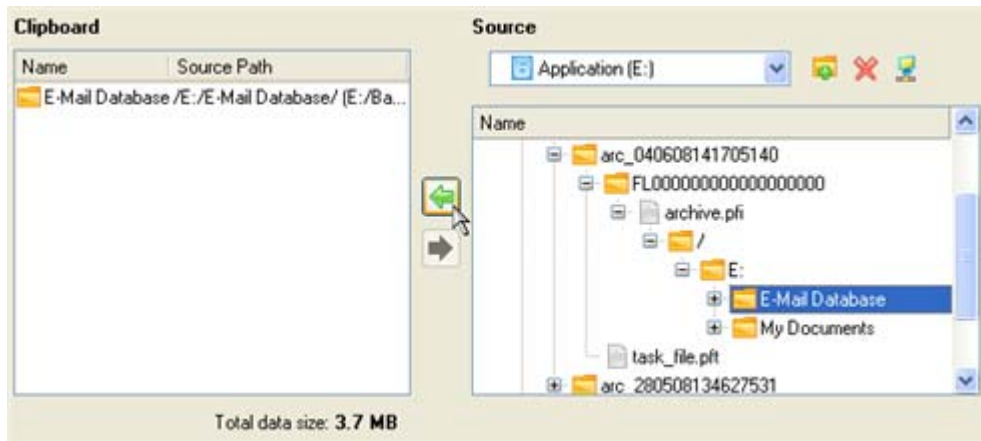 Clipboard
Name Source Path
E-Mail Database /E:/E-Mail Database/ (E:/Ba...
Total data size: 3.7 MB
Source
Application (E:)
Name
arc_040608141705140
FL000000000000000000
archive.pfi
/
E:
E-Mail Database
My Documents
task_file.pft
arc_280508134627531